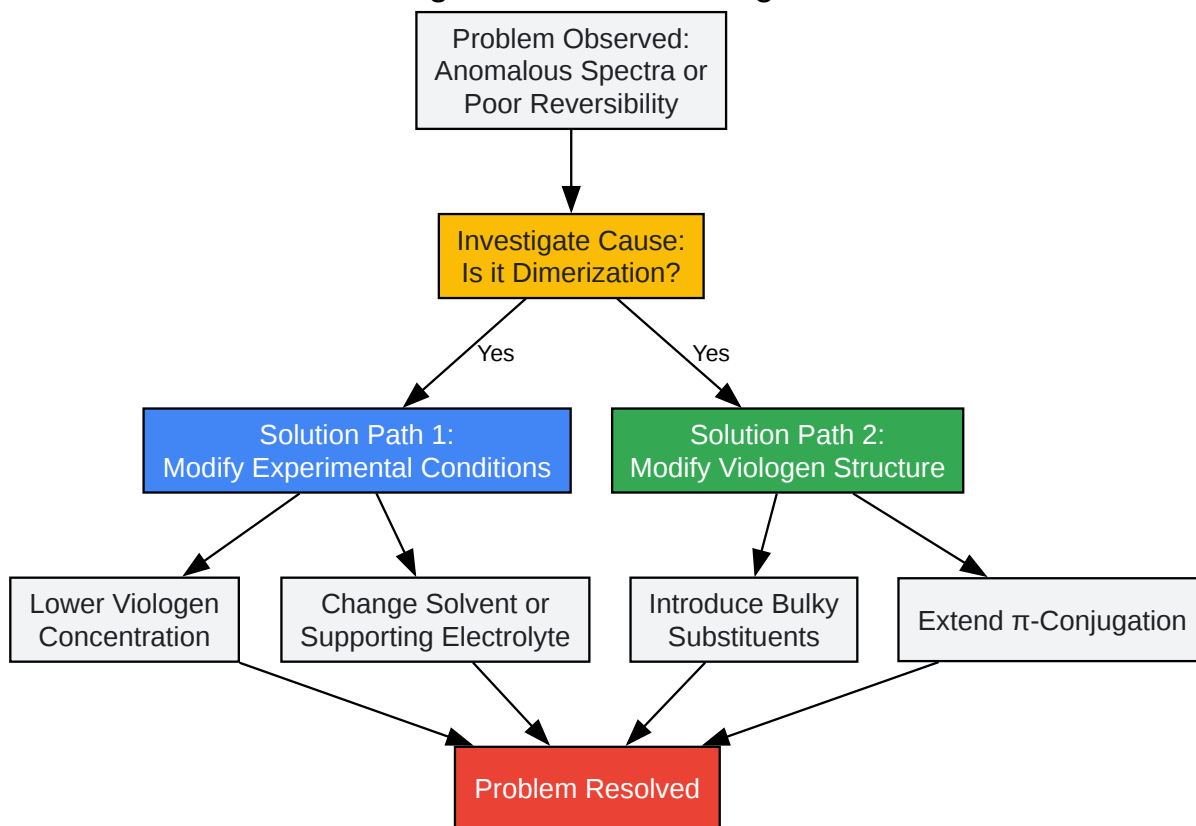 Problem Observed:
Anomalous Spectra or
Poor Reversibility
Investigate Cause:
Is it Dimerization?
Yes
Yes
Solution Path 1:
Modify Experimental Conditions
Solution Path 2:
Modify Viologen Structure
Lower Viologen
Concentration
Change Solvent or
Supporting Electrolyte
Introduce Bulky
Substituents
Extend π-Conjugation
Problem Resolved